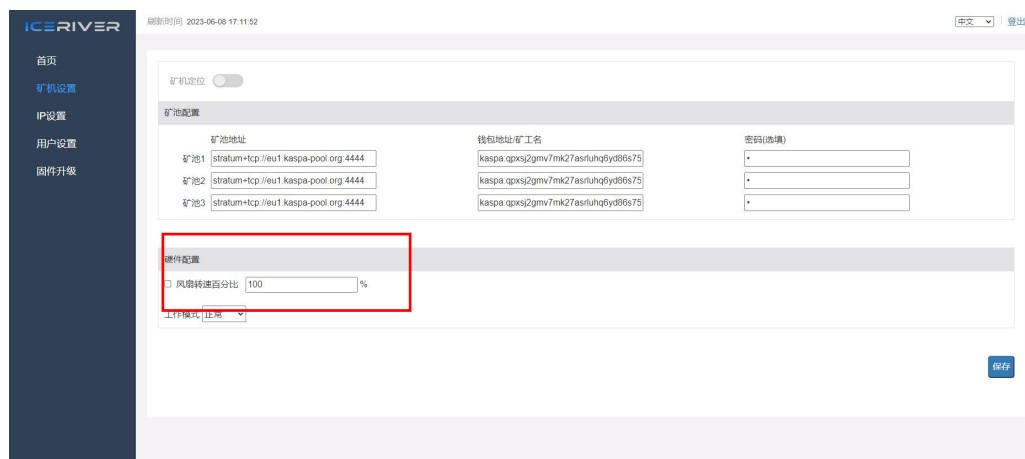 ICERIVER
刷新时间 2023-06-08 17:11:52
中文
登出
首页
矿机设置
IP设置
用户设置
固件升级
矿机定位
矿池配置
矿池地址 钱包地址/矿工名 密码(选填)
矿池1 stratum+tcp://eu1.kaspa-pool.org:4444 kaspa:qpxsj2gmv7mk27asrluhq6yd86s75 •
矿池2 stratum+tcp://eu1.kaspa-pool.org:4444 kaspa:qpxsj2gmv7mk27asrluhq6yd86s75 •
矿池3 stratum+tcp://eu1.kaspa-pool.org:4444 kaspa:qpxsj2gmv7mk27asrluhq6yd86s75 •
硬件配置
风扇转速百分比 100 %
工作模式 正常
保存